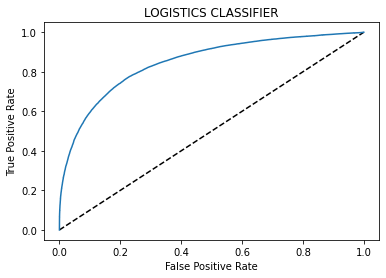 LOGISTICS CLASSIFIER
True Positive Rate
1.0
0.8
0.6
0.4
0.2
0.0
0.0 0.2 0.4 0.6 0.8 1.0
False Positive Rate